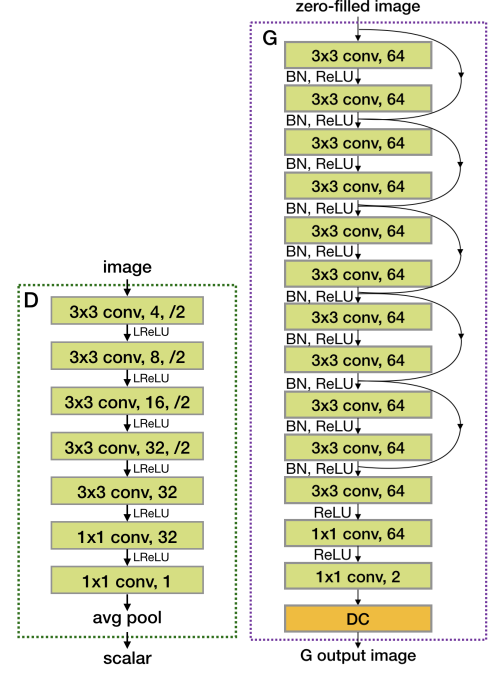 zero-filled image
G
3x3 conv, 64
BN, ReLU
3x3 conv, 64
BN, ReLU
3x3 conv, 64
BN, ReLU
3x3 conv, 64
BN, ReLU
3x3 conv, 64
BN, ReLU
3x3 conv, 64
BN, ReLU
3x3 conv, 64
BN, ReLU
3x3 conv, 64
BN, ReLU
3x3 conv, 64
BN, ReLU
3x3 conv, 64
BN, ReLU
3x3 conv, 64
ReLU
1x1 conv, 64
ReLU
1x1 conv, 2
DC
G output image
image
D
3x3 conv, 4, /2
LReLU
3x3 conv, 8, /2
LReLU
3x3 conv, 16, /2
LReLU
3x3 conv, 32, /2
LReLU
3x3 conv, 32
LReLU
1x1 conv, 32
LReLU
1x1 conv, 1
avg pool
scalar